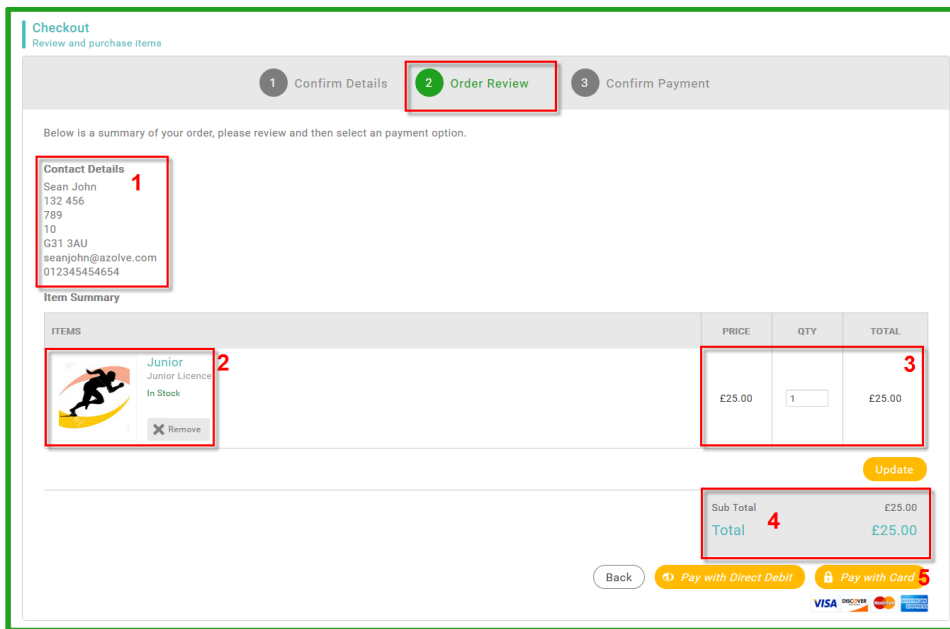 Checkout
Review and purchase items
1 Confirm Details 2 Order Review 3 Confirm Payment
Below is a summary of your order, please review and then select an payment option.
Contact Details
1
Sean John
132 456
789
10
G31 3AU
seanjohn@azolve.com
012345454654
Item Summary
ITEMS PRICE QTY TOTAL
Junior 2 3
Junior Licence
In Stock
£25.00 1 £25.00
Remove
Update
Sub Total £25.00
4
Total £25.00
Back Pay with Direct Debit Pay with Card 5
VISA DISCOVER MasterCard AMERICAN EXPRESS